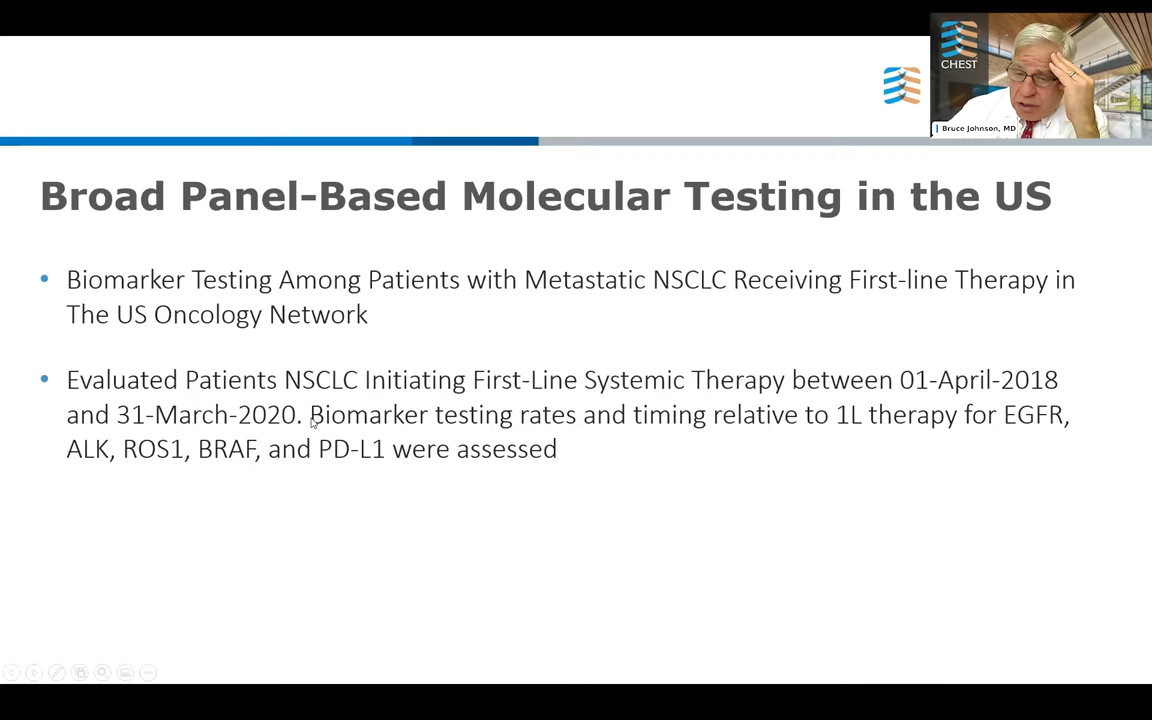 CHEST
Bruce Johnson, MD
Broad Panel-Based Molecular Testing in the US
• Biomarker Testing Among Patients with Metastatic NSCLC Receiving First-line Therapy in
The US Oncology Network
• Evaluated Patients NSCLC Initiating First-Line Systemic Therapy between 01-April-2018
and 31-March-2020. Biomarker testing rates and timing relative to 1L therapy for EGFR,
ALK, ROS1, BRAF, and PD-L1 were assessed